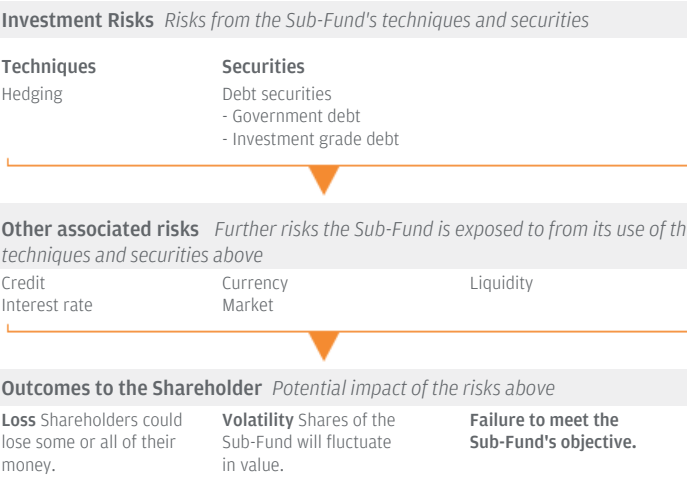 Investment Risks Risks from the Sub-Fund's techniques and securities
Techniques
Hedging
Securities
Debt securities
- Government debt
- Investment grade debt
Other associated risks Further risks the Sub-Fund is exposed to from its use of th
techniques and securities above
Credit
Interest rate
Currency
Market
Liquidity
Outcomes to the Shareholder Potential impact of the risks above
Loss Shareholders could
lose some or all of their
money.
Volatility Shares of the
Sub-Fund will fluctuate
in value.
Failure to meet the
Sub-Fund's objective.